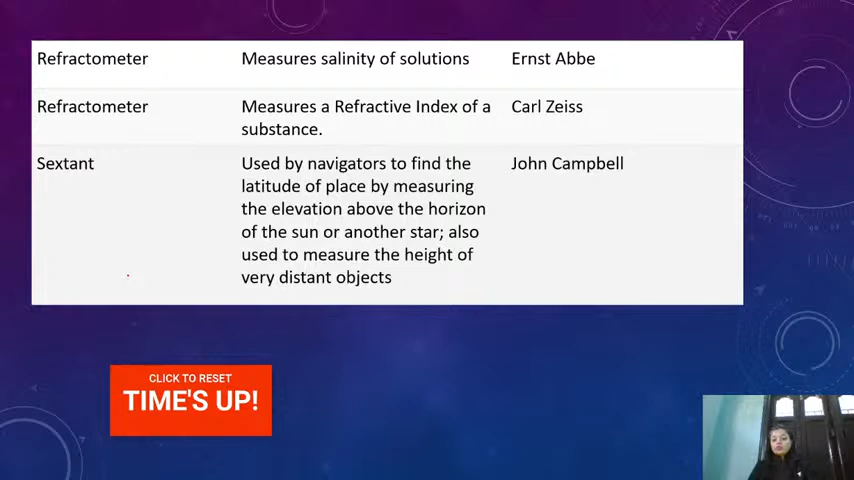 Refractometer Measures salinity of solutions Ernst Abbe
Refractometer Measures a Refractive Index of a Carl Zeiss
substance.
Sextant Used by navigators to find the John Campbell
latitude of place by measuring
the elevation above the horizon
of the sun or another star; also
used to measure the height of
very distant objects
CLICK TO RESET
TIME'S UP!